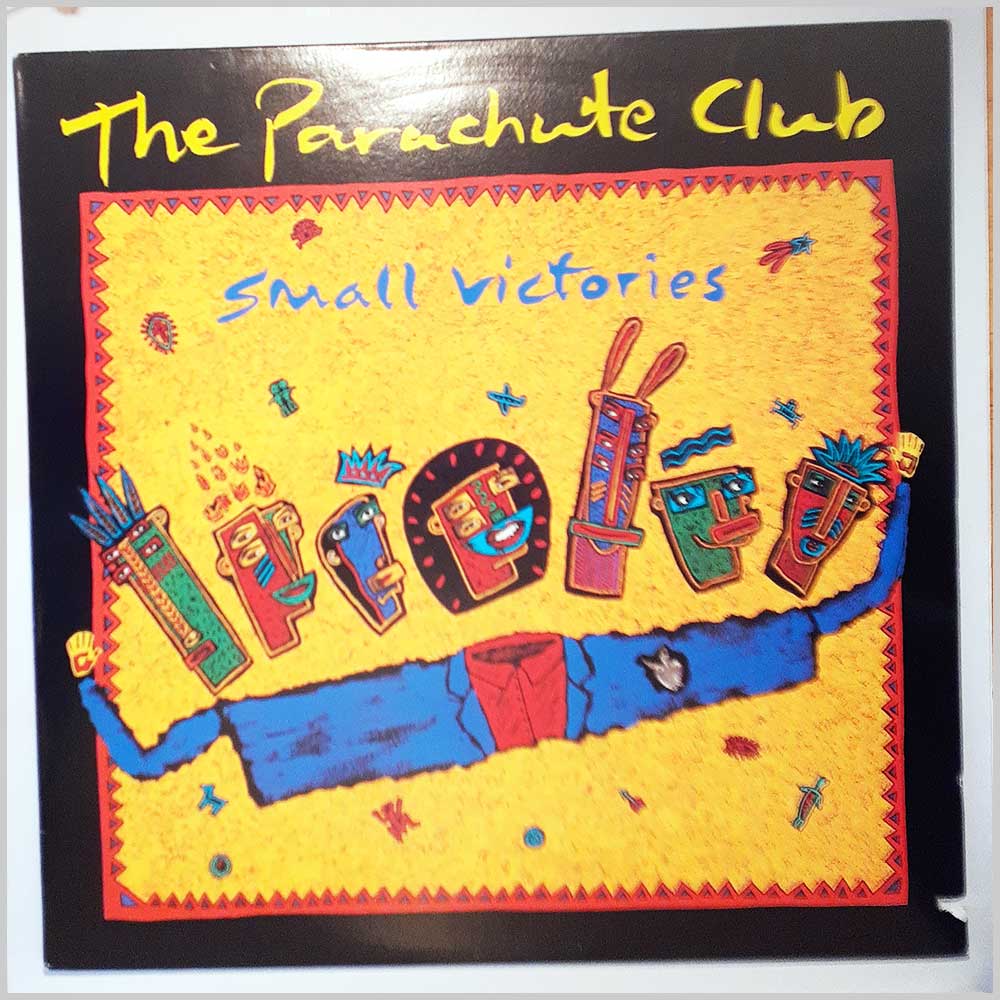 The Parachute Club
small victories